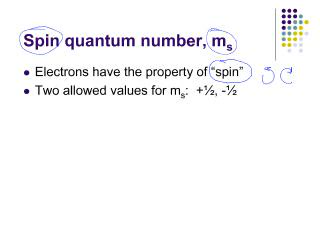 Spin quantum number, mₛ
Electrons have the property of “spin”
Two allowed values for mₛ: +½, -½